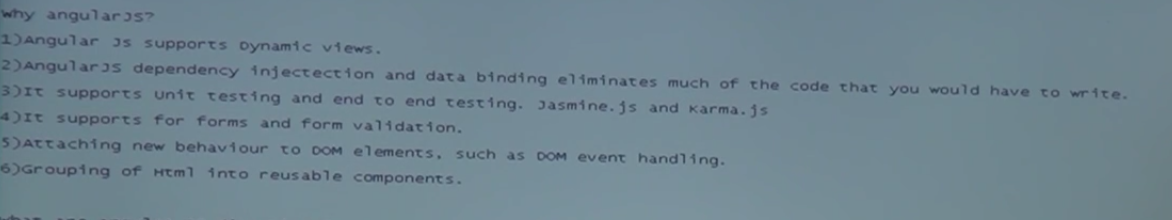 Why angularJS?
1)Angular Js supports Dynamic views.
2)AngularJS dependency injectection and data binding eliminates much of the code that you would have to write.
3)It supports Unit testing and end to end testing. Jasmine.js and Karma.js
4)It supports for forms and form validation.
5)Attaching new behaviour to DOM elements, such as DOM event handling.
6)Grouping of Html into reusable components.